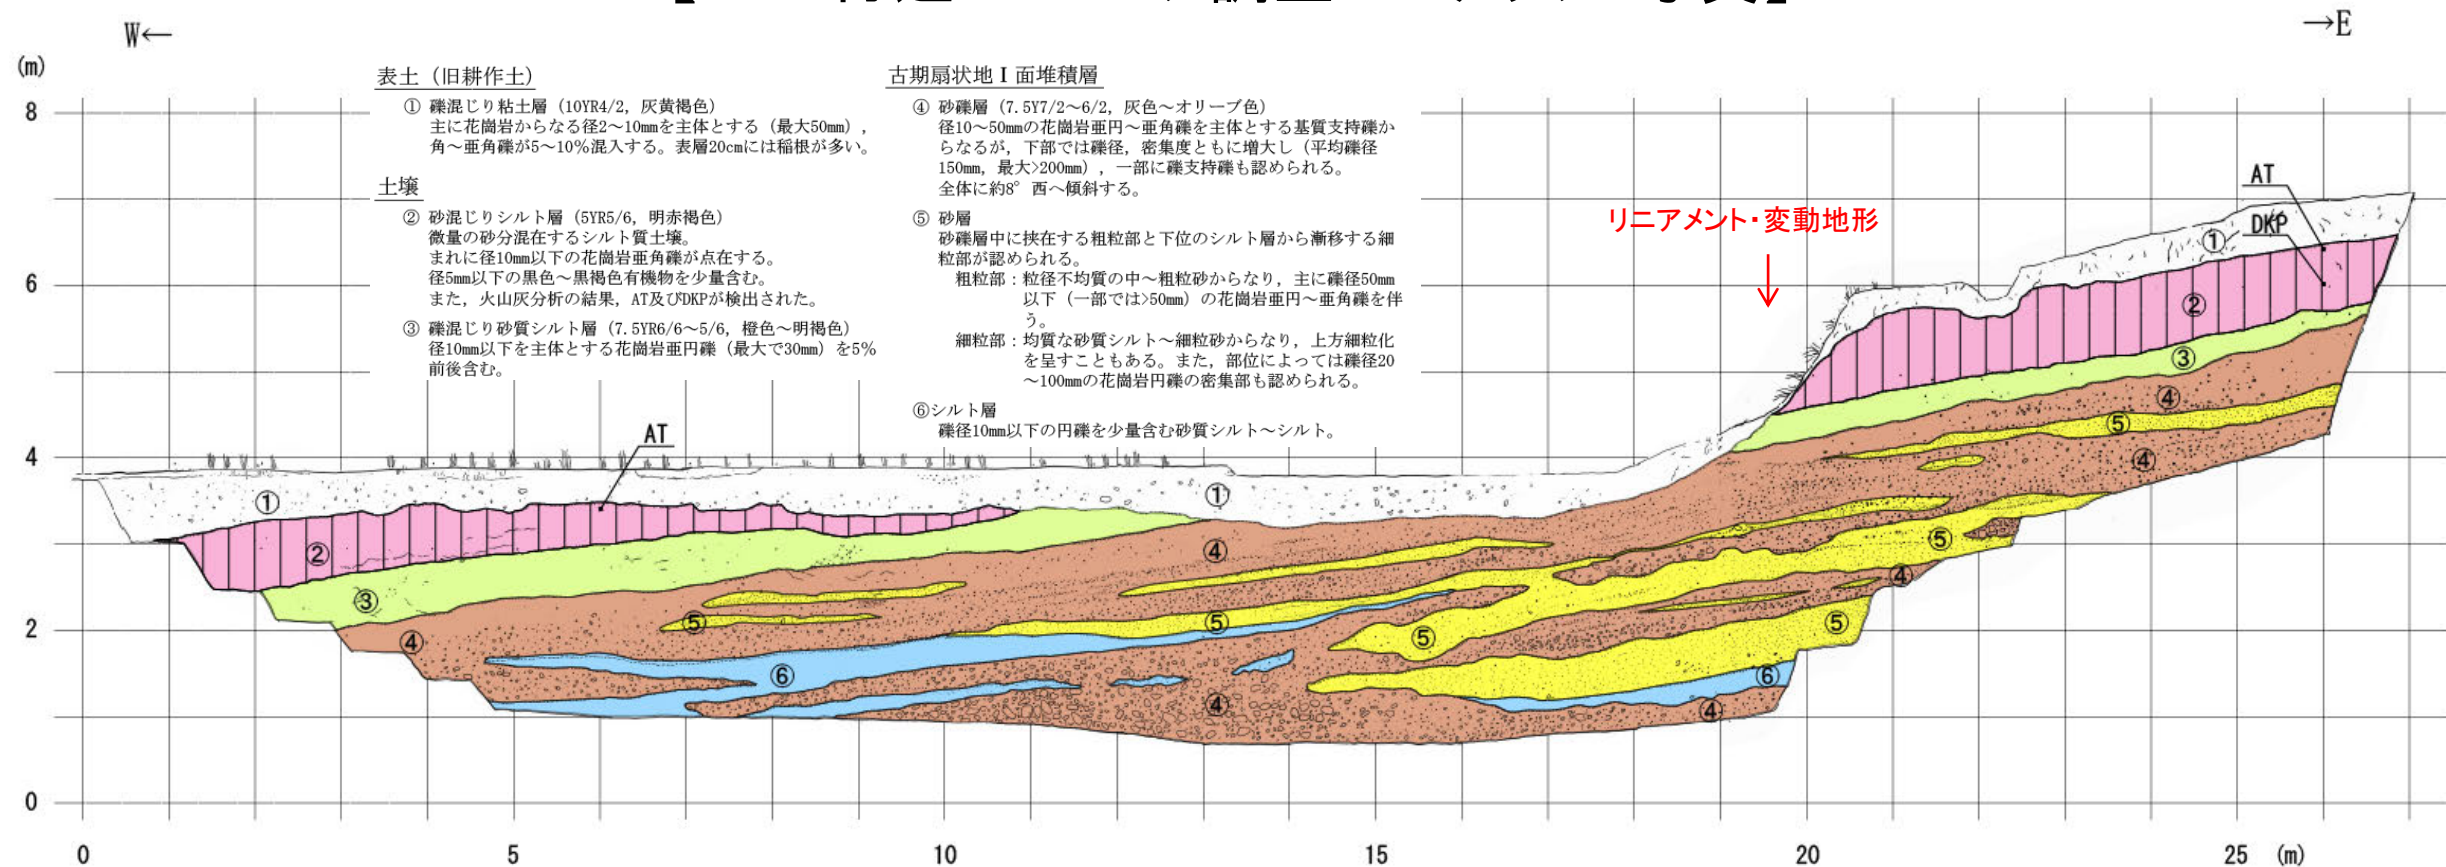 W←
→E
(m)
8
6
4
2
0
表土（旧耕作土）
① 礫混じり粘土層（10YR4/2，灰黄褐色）
主に花崗岩からなる径2～10mmを主体とする（最大50mm），
角～亜角礫が5～10%混入する。表層20cmには稲根が多い。
土壌
② 砂混じりシルト層（5YR5/6，明赤褐色）
微量の砂分混在するシルト質土壌。
まれに径10mm以下の花崗岩亜角礫が点在する。
径5mm以下の黒色～黒褐色有機物を少量含む。
また，火山灰分析の結果，AT及びDKPが検出された。
③ 礫混じり砂質シルト層（7.5YR6/6～5/6，橙色～明褐色）
径10mm以下を主体とする花崗岩亜円礫（最大で30mm）を5%
前後含む。
古期扇状地Ⅰ面堆積層
④ 砂礫層（7.5Y7/2～6/2，灰色～オリーブ色）
径10～50mmの花崗岩亜円～亜角礫を主体とする基質支持礫か
らなるが，下部では礫径，密集度ともに増大し（平均礫径
150mm，最大>200mm），一部に礫支持礫も認められる。
全体に約8°西へ傾斜する。
⑤ 砂層
砂礫層中に挟在する粗粒部と下位のシルト層から漸移する細
粒部が認められる。
粗粒部：粒径不均質の中～粗粒砂からなり，主に礫径50mm
以下（一部では>50mm）の花崗岩亜円～亜角礫を伴
う。
細粒部：均質な砂質シルト～細粒砂からなり，上方細粒化
を呈すこともある。また，部位によっては礫径20
～100mmの花崗岩円礫の密集部も認められる。
⑥シルト層
礫径10mm以下の円礫を少量含む砂質シルト～シルト。
リニアメント・変動地形
AT
DKP
①
②
③
④
⑤
④
AT
①
①
②
③
④
⑤
⑥
④
⑤
④
⑤
⑤
④
⑤
⑥
④
0
5
10
15
20
25
(m)